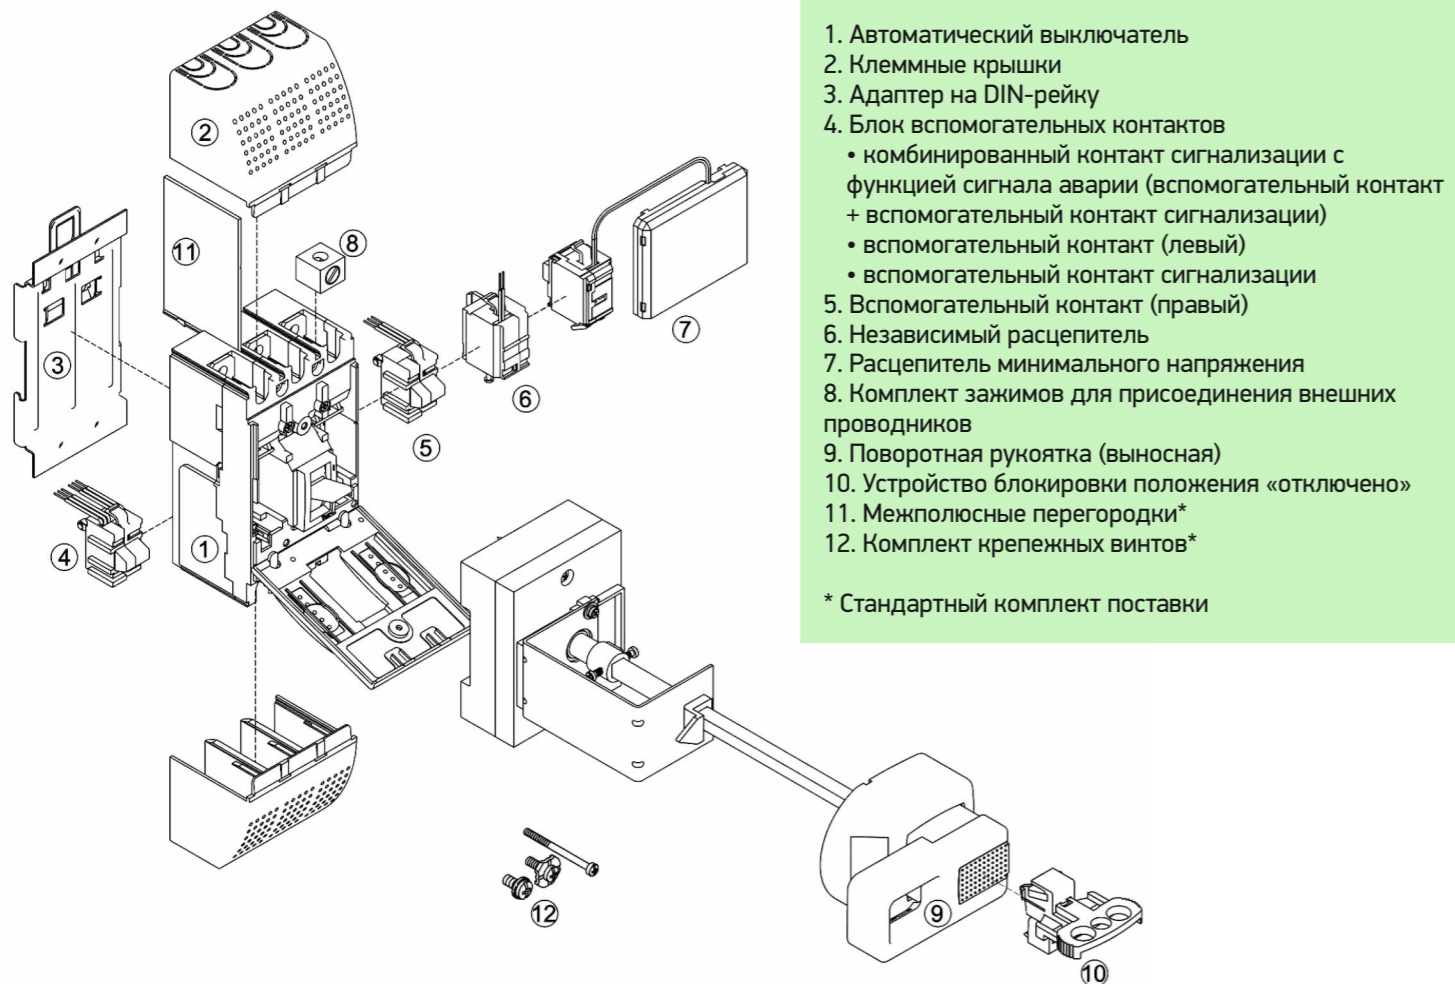 1. Автоматический выключатель
2. Клеммные крышки
3. Адаптер на DIN-рейку
4. Блок вспомогательных контактов
• комбинированный контакт сигнализации с
функцией сигнала аварии (вспомогательный контакт
+ вспомогательный контакт сигнализации)
• вспомогательный контакт (левый)
• вспомогательный контакт сигнализации
5. Вспомогательный контакт (правый)
6. Независимый расцепитель
7. Расцепитель минимального напряжения
8. Комплект зажимов для присоединения внешних
проводников
9. Поворотная рукоятка (выносная)
10. Устройство блокировки положения «отключено»
11. Межполюсные перегородки*
12. Комплект крепежных винтов*
* Стандартный комплект поставки
2
11
8
3
7
6
5
4
1
12
9
10